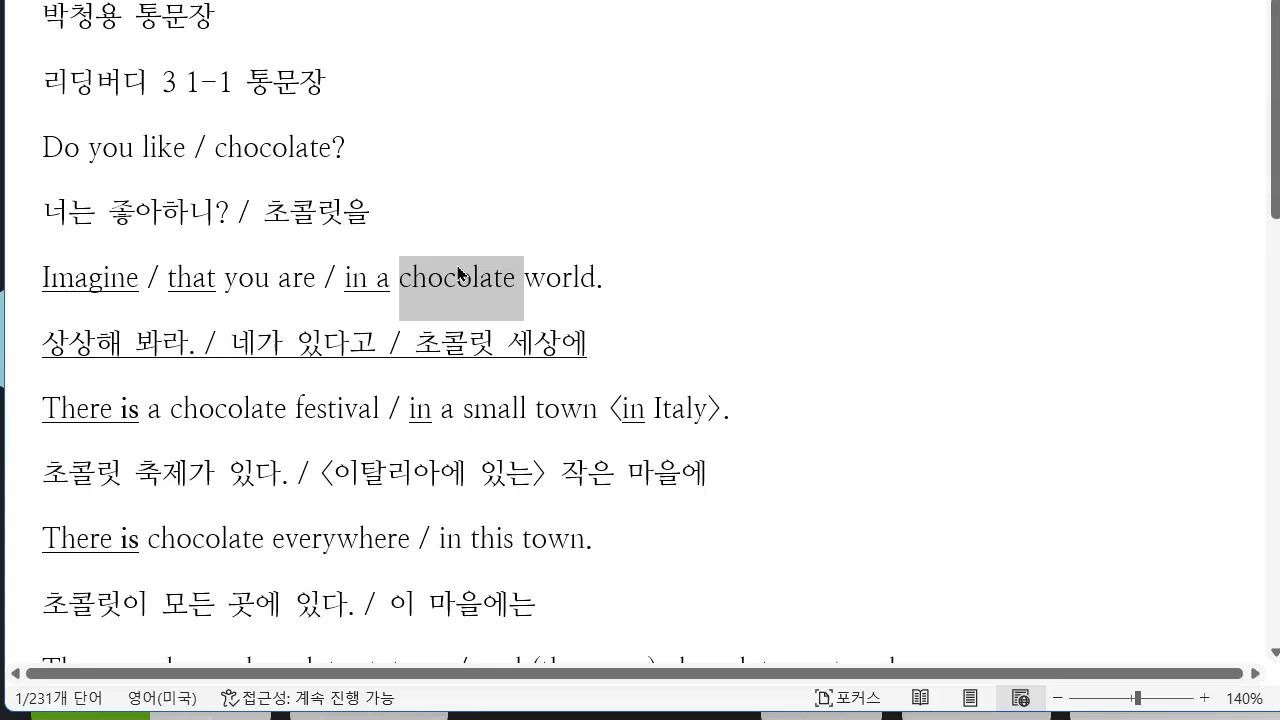 박청용 통문장
리딩버디 3 1-1 통문장
Do you like / chocolate?
너는 좋아하니? / 초콜릿을
Imagine / that you are / in a chocolate world.
상상해 봐라. / 네가 있다고 / 초콜릿 세상에
There is a chocolate festival / in a small town 〈in Italy〉.
초콜릿 축제가 있다. / 〈이탈리아에 있는〉 작은 마을에
There is chocolate everywhere / in this town.
초콜릿이 모든 곳에 있다. / 이 마을에는
1/231개 단어 영어(미국) 접근성: 계속 진행 가능 포커스 140%